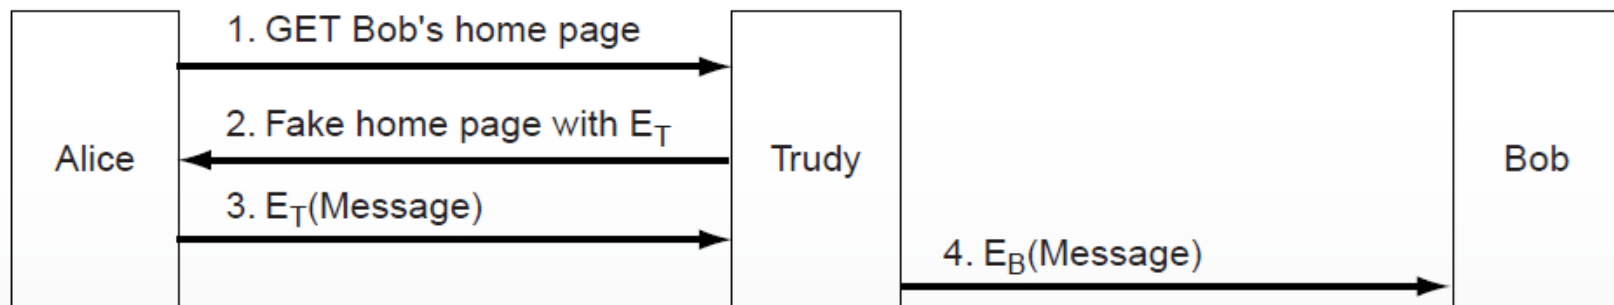 1. GET Bob's home page
2. Fake home page with E_T
Alice
Trudy
Bob
3. E_T(Message)
4. E_B(Message)